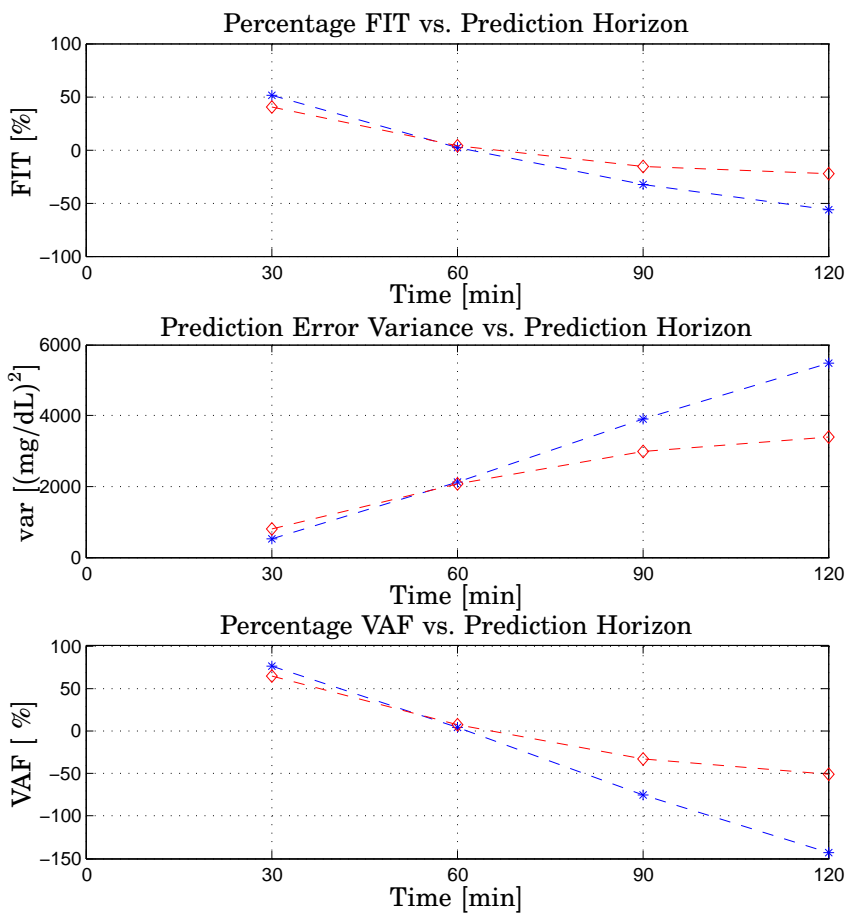 Percentage FIT vs. Prediction Horizon
100
50
0
−50
−100
FIT [%]
0 30 60 90 120
Time [min]
Prediction Error Variance vs. Prediction Horizon
6000
4000
2000
0
var [(mg/dL)²]
0 30 60 90 120
Time [min]
Percentage VAF vs. Prediction Horizon
100
50
0
−50
−100
−150
VAF [ %]
0 30 60 90 120
Time [min]